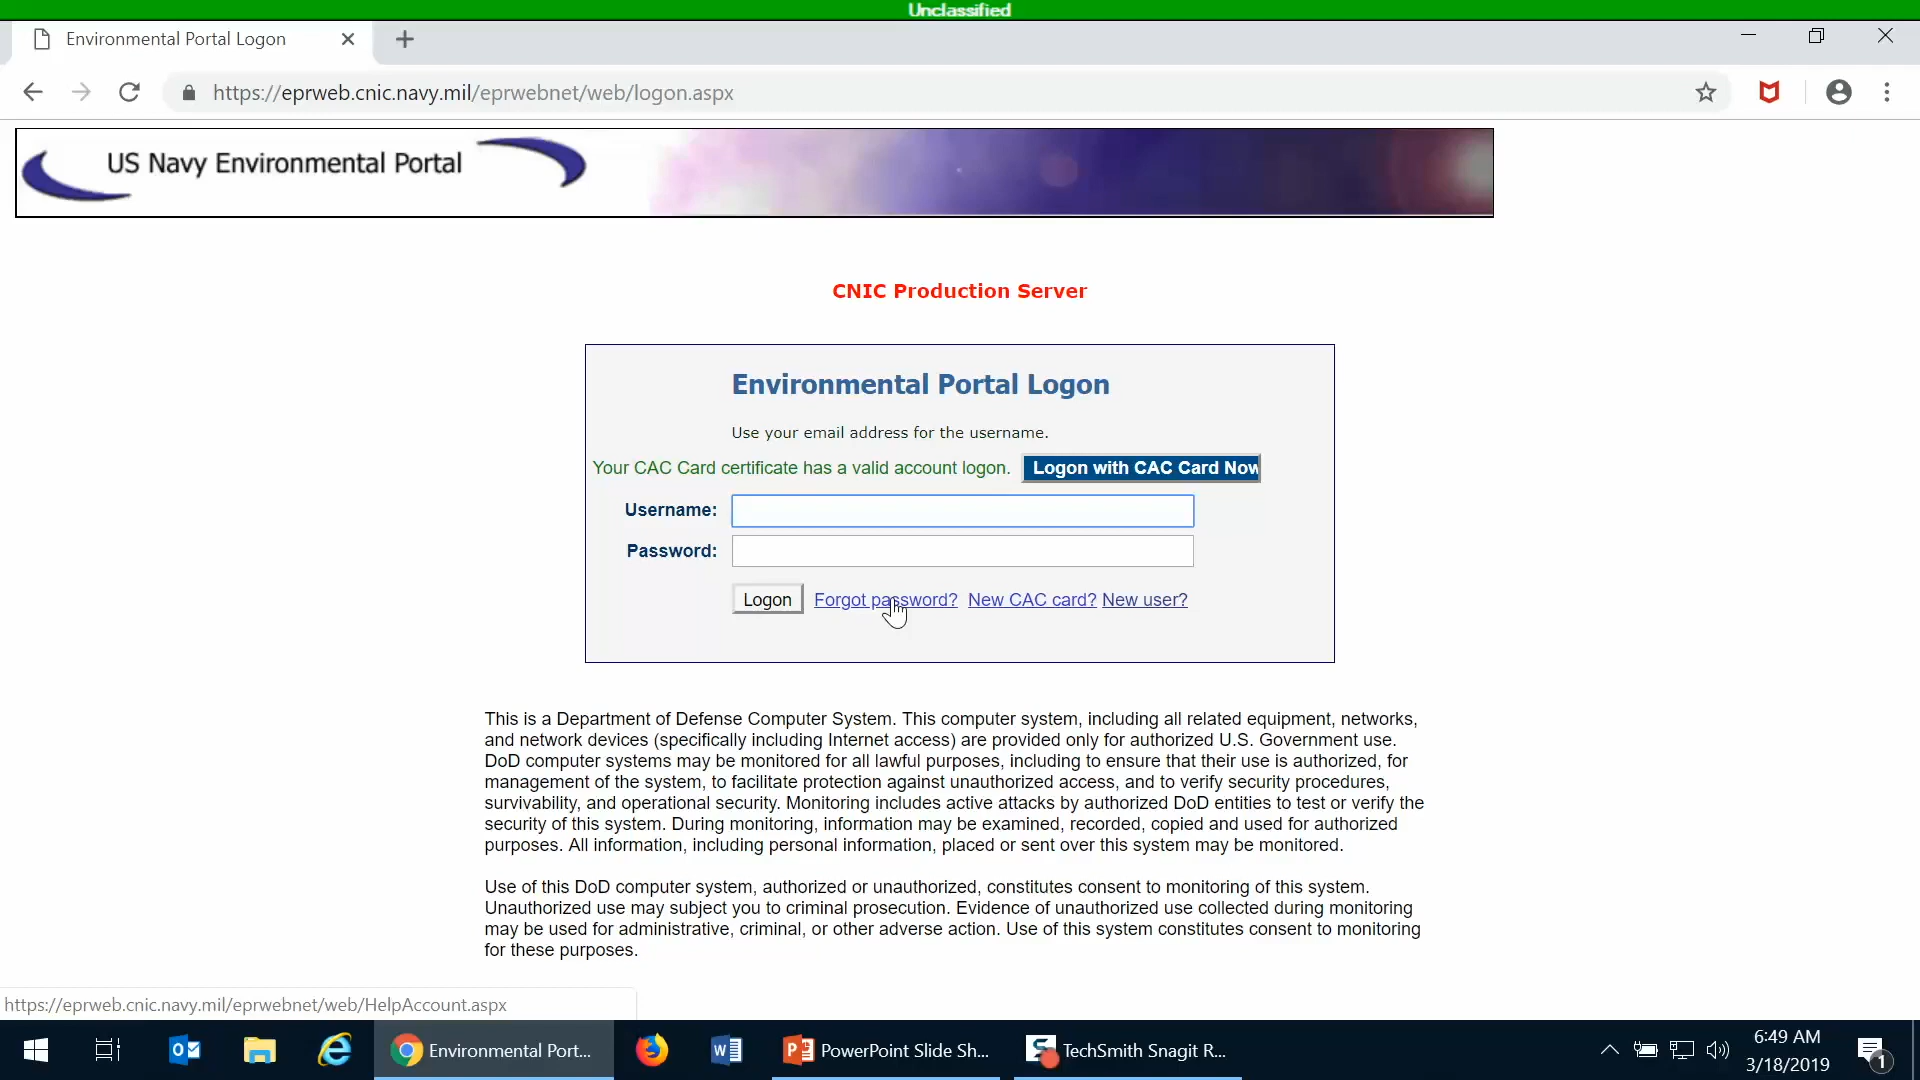 Unclassified
Environmental Portal Logon
https://eprweb.cnic.navy.mil/eprwebnet/web/logon.aspx
US Navy Environmental Portal
CNIC Production Server
Environmental Portal Logon
Use your email address for the username.
Your CAC Card certificate has a valid account logon. Logon with CAC Card Now
Username:
Password:
Logon Forgot password? New CAC card? New user?
This is a Department of Defense Computer System. This computer system, including all related equipment, networks,
and network devices (specifically including Internet access) are provided only for authorized U.S. Government use.
DoD computer systems may be monitored for all lawful purposes, including to ensure that their use is authorized, for
management of the system, to facilitate protection against unauthorized access, and to verify security procedures,
survivability, and operational security. Monitoring includes active attacks by authorized DoD entities to test or verify the
security of this system. During monitoring, information may be examined, recorded, copied and used for authorized
purposes. All information, including personal information, placed or sent over this system may be monitored.
Use of this DoD computer system, authorized or unauthorized, constitutes consent to monitoring of this system.
Unauthorized use may subject you to criminal prosecution. Evidence of unauthorized use collected during monitoring
may be used for administrative, criminal, or other adverse action. Use of this system constitutes consent to monitoring
for these purposes.
https://eprweb.cnic.navy.mil/eprwebnet/web/HelpAccount.aspx
Environmental Port... PowerPoint Slide Sh... TechSmith Snagit R... 6:49 AM
3/18/2019
1